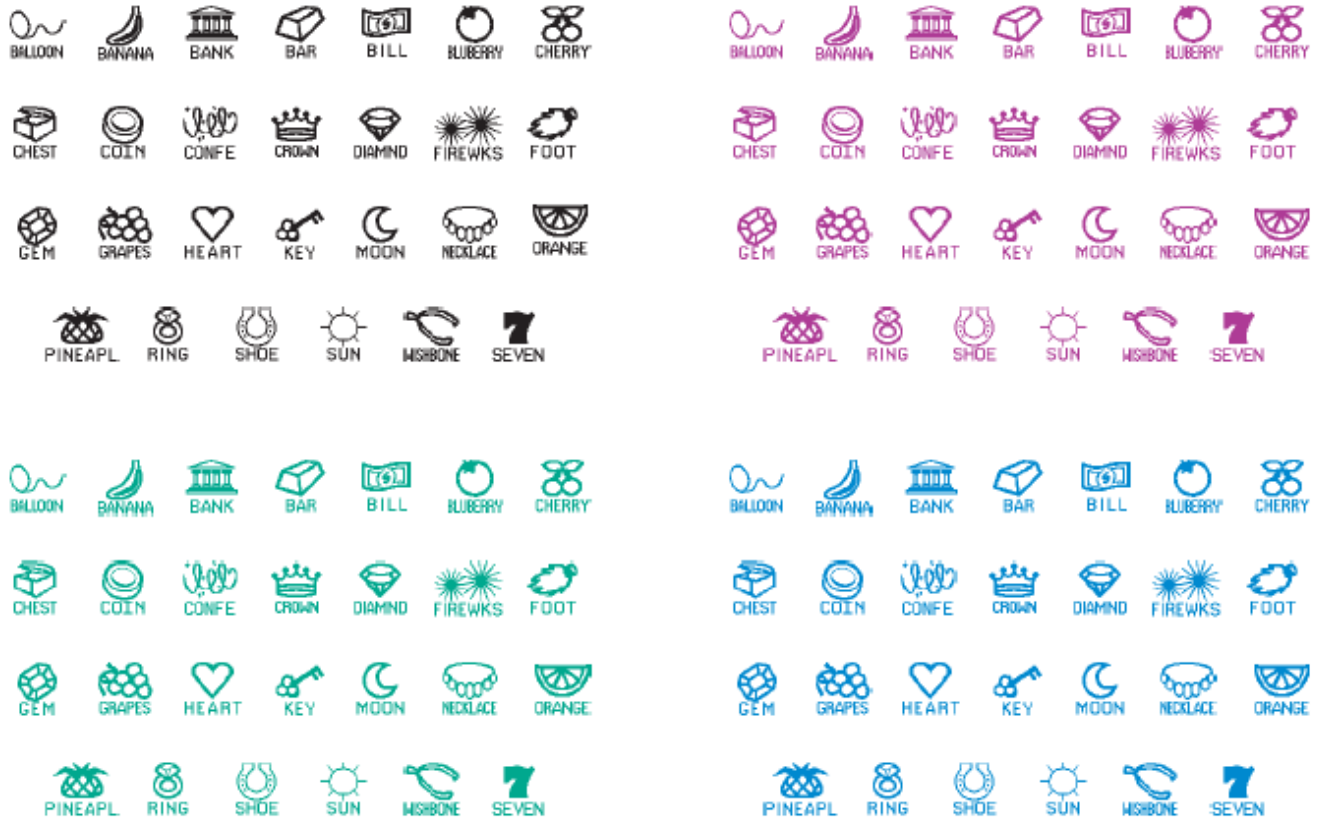 BALLOON BANANA BANK BAR BILL BLUBERRY CHERRY
CHEST COIN CONFE CROWN DIAMND FIREWKS FOOT
GEM GRAPES HEART KEY MOON NECKLACE ORANGE
PINEAPL RING SHOE SUN WISHBONE SEVEN
BALLOON BANANA BANK BAR BILL BLUBERRY CHERRY
CHEST COIN CONFE CROWN DIAMND FIREWKS FOOT
GEM GRAPES HEART KEY MOON NECKLACE ORANGE
PINEAPL RING SHOE SUN WISHBONE SEVEN
BALLOON BANANA BANK BAR BILL BLUBERRY CHERRY
CHEST COIN CONFE CROWN DIAMND FIREWKS FOOT
GEM GRAPES HEART KEY MOON NECKLACE ORANGE
PINEAPL RING SHOE SUN WISHBONE SEVEN
BALLOON BANANA BANK BAR BILL BLUBERRY CHERRY
CHEST COIN CONFE CROWN DIAMND FIREWKS FOOT
GEM GRAPES HEART KEY MOON NECKLACE ORANGE
PINEAPL RING SHOE SUN WISHBONE SEVEN